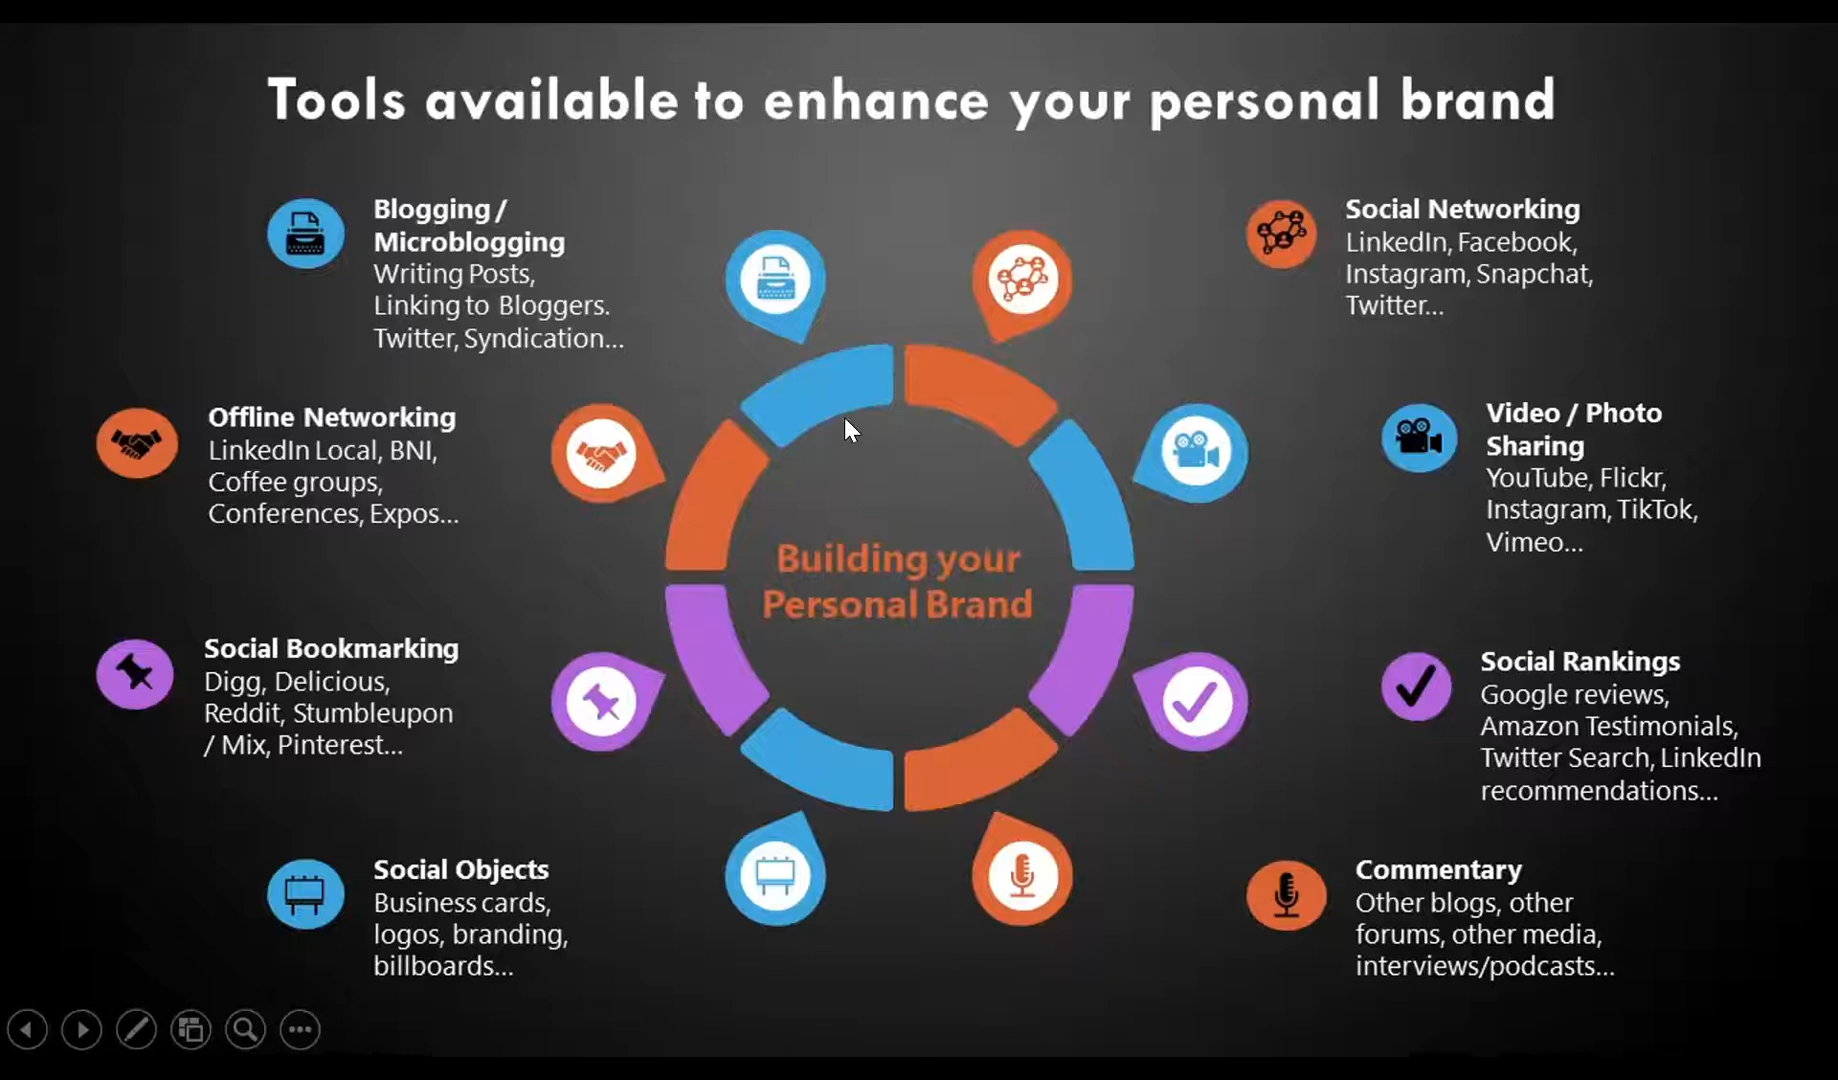 Tools available to enhance your personal brand
Blogging /
Microblogging
Writing Posts,
Linking to Bloggers.
Twitter, Syndication...
Social Networking
LinkedIn, Facebook,
Instagram, Snapchat,
Twitter...
Offline Networking
LinkedIn Local, BNI,
Coffee groups,
Conferences, Expos...
Video / Photo
Sharing
YouTube, Flickr,
Instagram, TikTok,
Vimeo...
Building your
Personal Brand
Social Bookmarking
Digg, Delicious,
Reddit, Stumbleupon
/ Mix, Pinterest...
Social Rankings
Google reviews,
Amazon Testimonials,
Twitter Search, LinkedIn
recommendations...
Social Objects
Business cards,
logos, branding,
billboards...
Commentary
Other blogs, other
forums, other media,
interviews/podcasts...